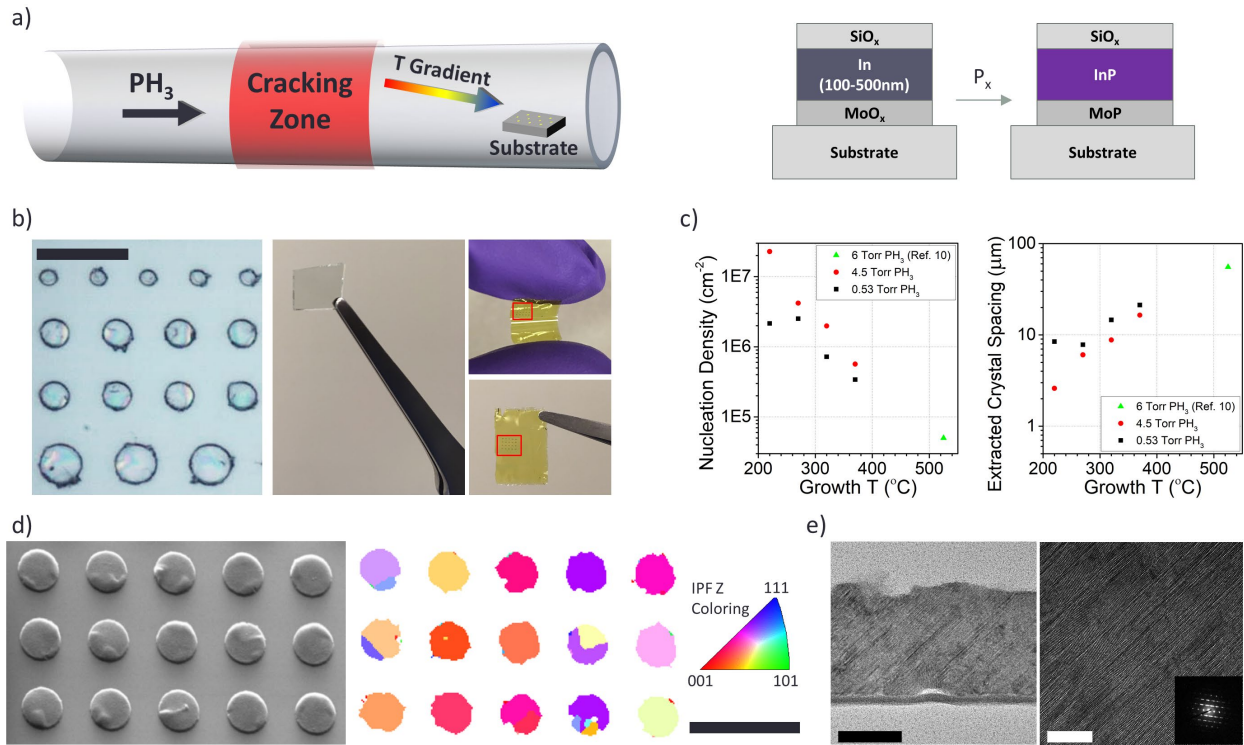 a)
PH3
Cracking
Zone
T Gradient
Substrate
SiOx
In
(100-500nm)
MoOx
Substrate
Px
SiOx
InP
MoP
Substrate
b)
c)
Nucleation Density (cm-2)
1E7
1E6
1E5
200 300 400 500
Growth T (oC)
6 Torr PH3 (Ref. 10)
4.5 Torr PH3
0.53 Torr PH3
Extracted Crystal Spacing (μm)
100
10
1
200 300 400 500
Growth T (oC)
6 Torr PH3 (Ref. 10)
4.5 Torr PH3
0.53 Torr PH3
d)
IPF Z
Coloring
111
001
101
e)